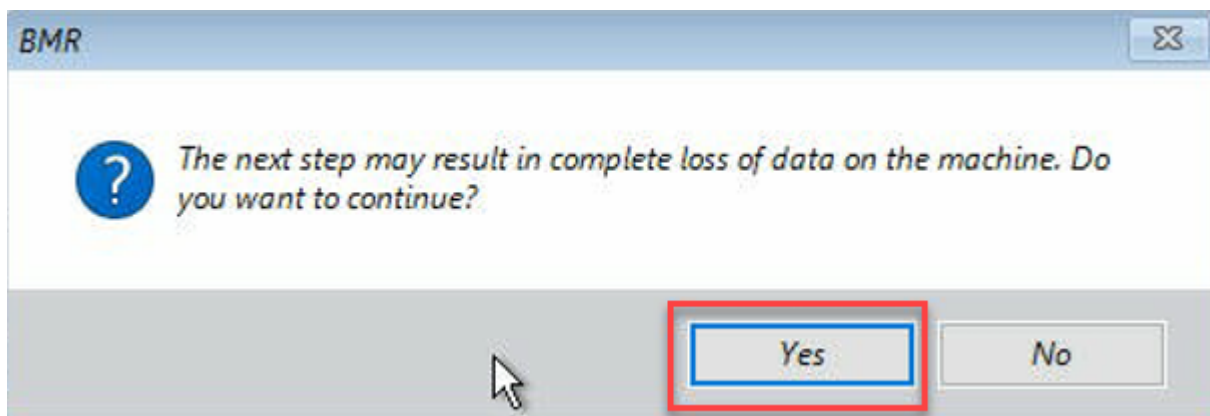 BMR
The next step may result in complete loss of data on the machine. Do
you want to continue?
Yes
No